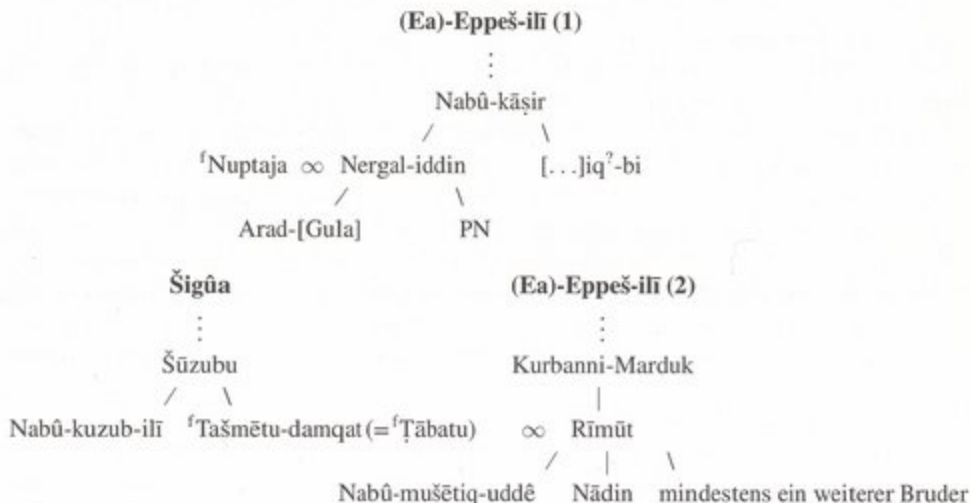 (Ea)-Eppeš-ilī (1)
Nabû-kāṣir
ᶠNuptaja ∞ Nergal-iddin [...]iq?-bi
Arad-[Gula] PN
Šigûa (Ea)-Eppeš-ilī (2)
Šūzubu Kurbanni-Marduk
Nabû-kuzub-ilī ᶠTašmētu-damqat (=ᶠṬābatu) ∞ Rīmūt
Nabû-mušētiq-uddê Nādin mindestens ein weiterer Bruder